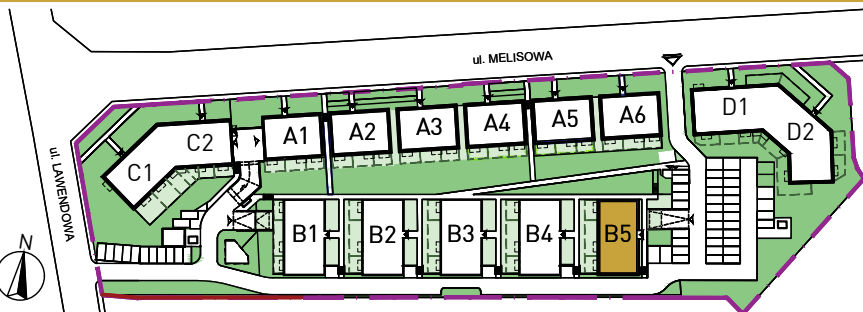 ul. MELISOWA
ul. LAWENDOWA
C1
C2
A1
A2
A3
A4
A5
A6
D1
D2
B1
B2
B3
B4
B5
N